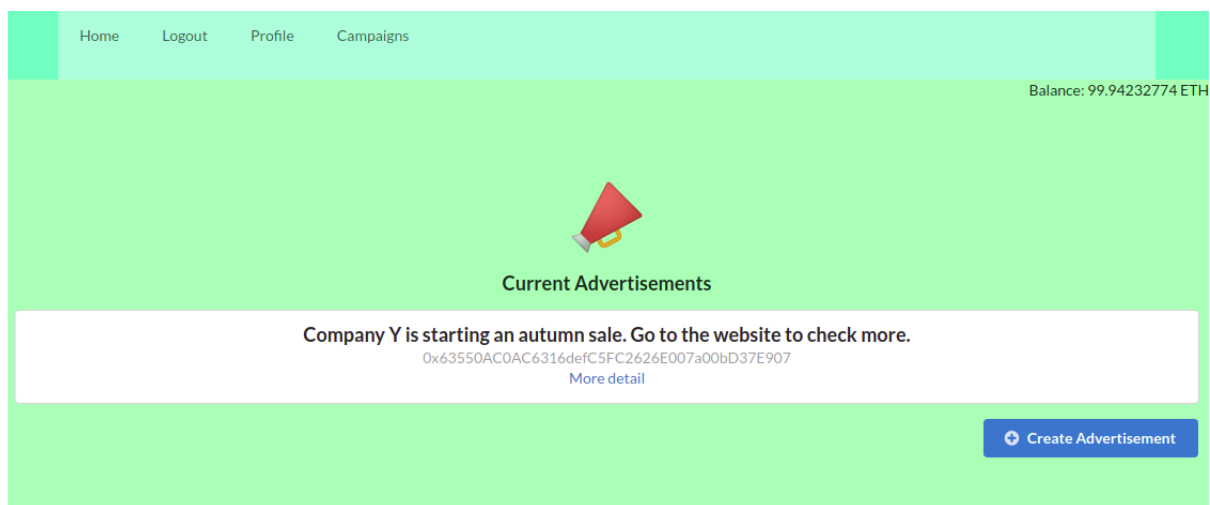 Home Logout Profile Campaigns
Balance: 99.94232774 ETH
Current Advertisements
Company Y is starting an autumn sale. Go to the website to check more.
0x63550AC0AC6316defC5FC2626E007a00bD37E907
More detail
Create Advertisement